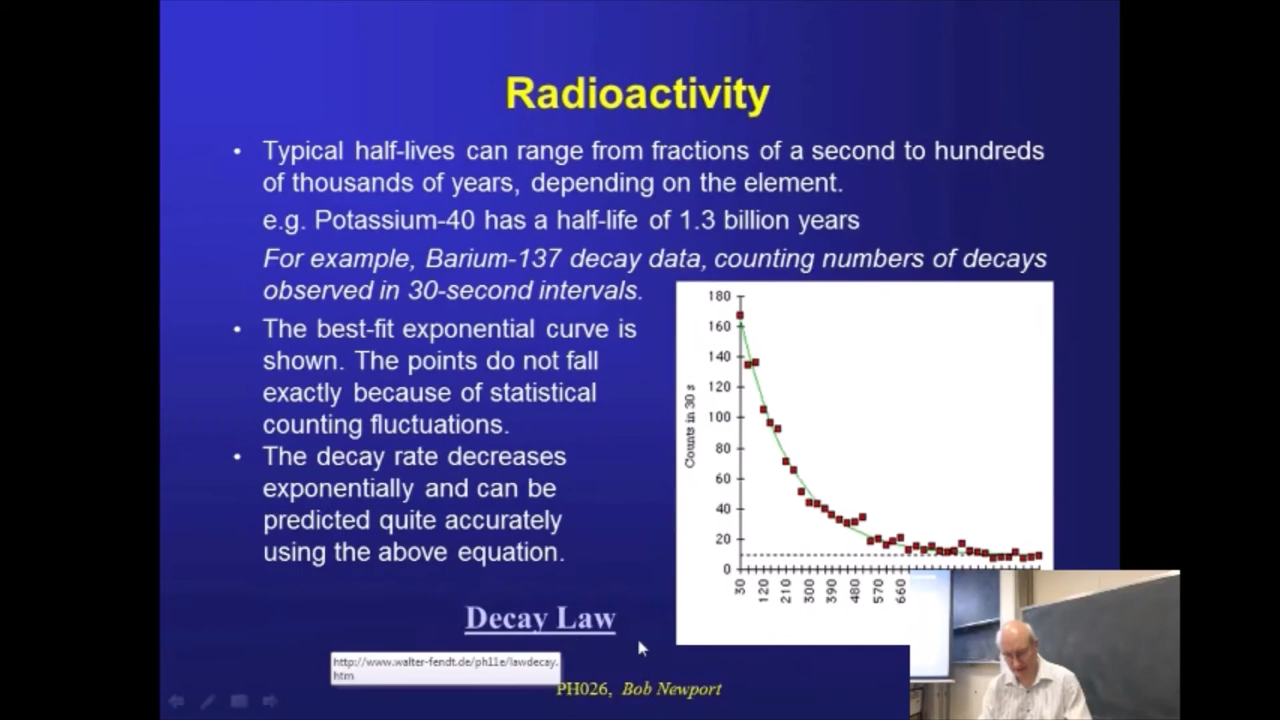 Radioactivity
• Typical half-lives can range from fractions of a second to hundreds
of thousands of years, depending on the element.
e.g. Potassium-40 has a half-life of 1.3 billion years
For example, Barium-137 decay data, counting numbers of decays
observed in 30-second intervals.
• The best-fit exponential curve is
shown. The points do not fall
exactly because of statistical
counting fluctuations.
• The decay rate decreases
exponentially and can be
predicted quite accurately
using the above equation.
180
160
140
120
100
80
60
40
20
0
Counts in 30 s
30 120 210 300 390 480 570 660
Decay Law
http://www.walter-fendt.de/ph11e/lawdecay.
htm
PH026, Bob Newport